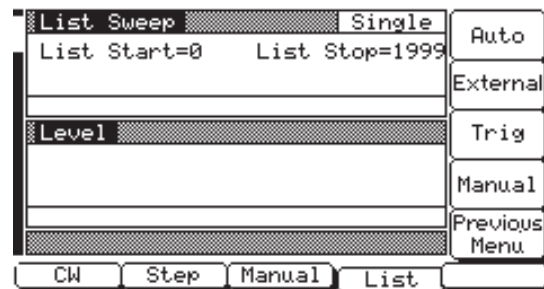 List Sweep Single
List Start=0 List Stop=1999
Level
Auto
External
Trig
Manual
Previous
Menu
CW Step Manual List